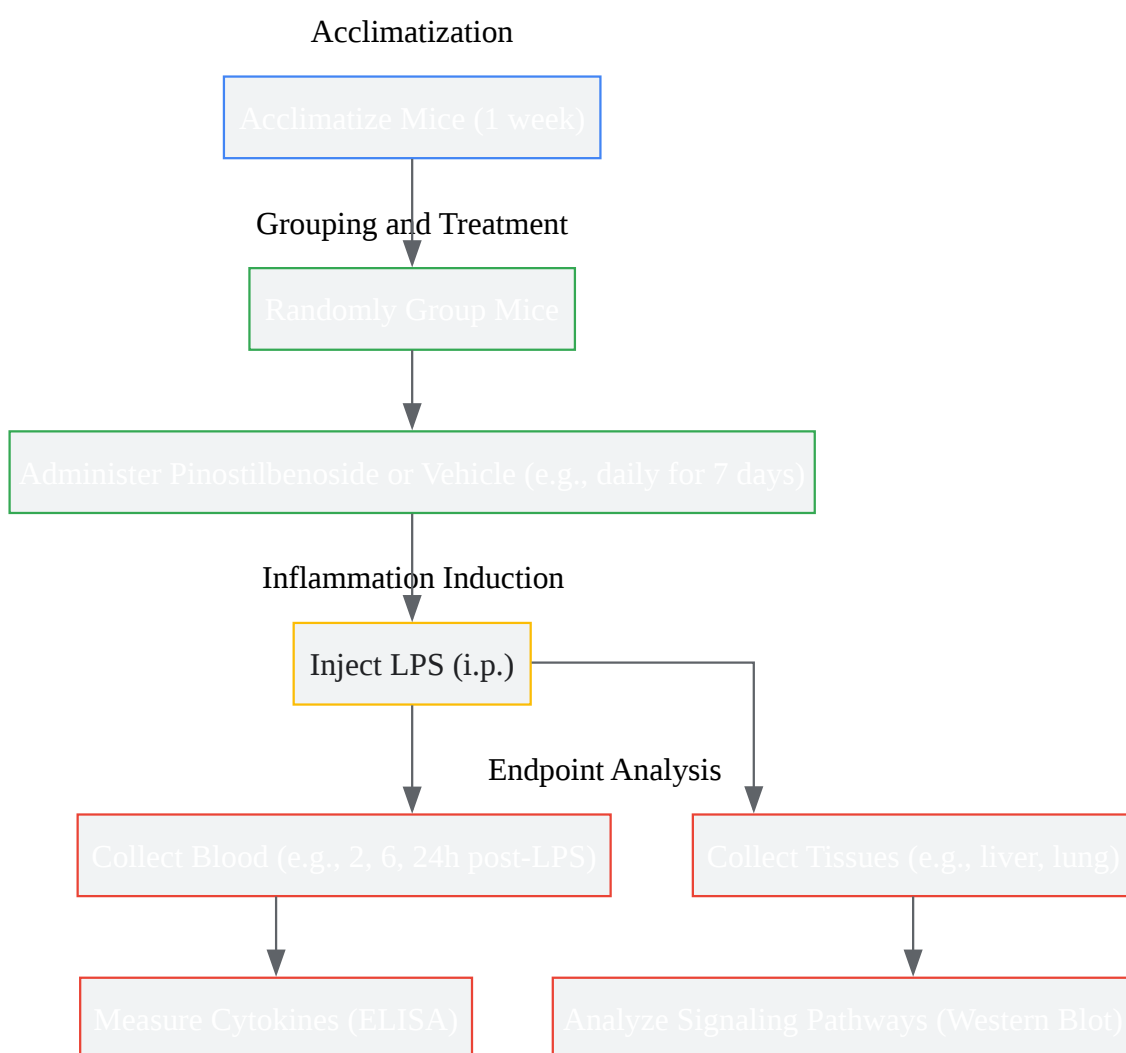 Acclimatization
Acclimatize Mice (1 week)
Grouping and Treatment
Randomly Group Mice
Administer Pinostilbenoside or Vehicle (e.g., daily for 7 days)
Inflammation Induction
Inject LPS (i.p.)
Endpoint Analysis
Collect Blood (e.g., 2, 6, 24h post-LPS)
Collect Tissues (e.g., liver, lung)
Measure Cytokines (ELISA)
Analyze Signaling Pathways (Western Blot)